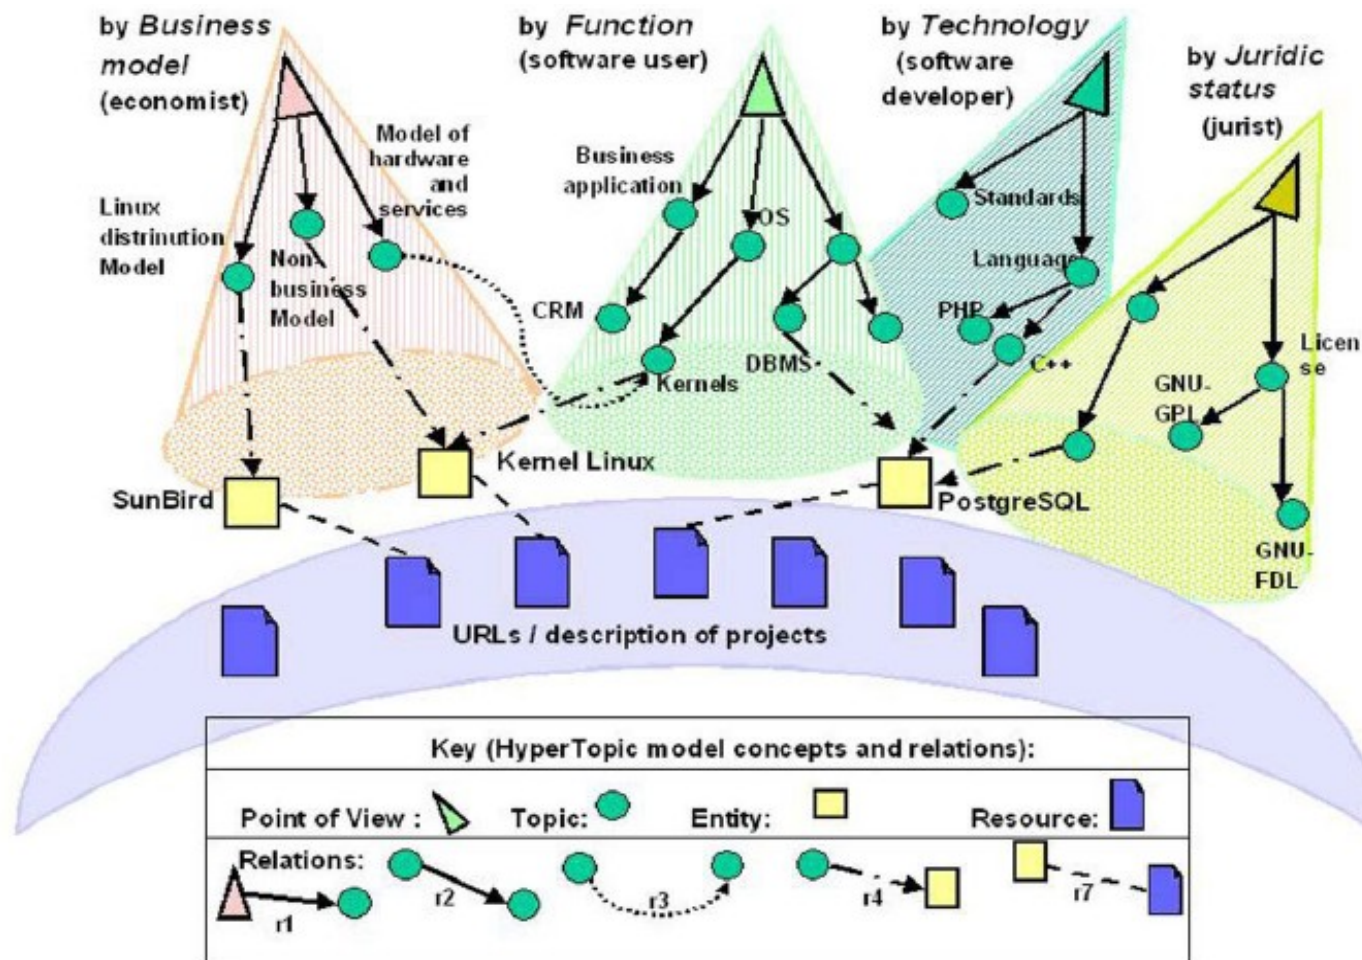 by Business
model
(economist)
by Function
(software user)
by Technology
(software
developer)
by Juridic
status
(jurist)
Model of
hardware
and
services
Linux
distrinution
Model
Non-
business
Model
Business
application
OS
CRM
Kernels
DBMS
Standards
Language
PHP
C++
Licen
se
GNU-
GPL
GNU-
FDL
SunBird
Kernel Linux
PostgreSQL
URLs / description of projects
Key (HyperTopic model concepts and relations):
Point of View : Topic: Entity: Resource:
Relations:
r1 r2 r3 r4 r7